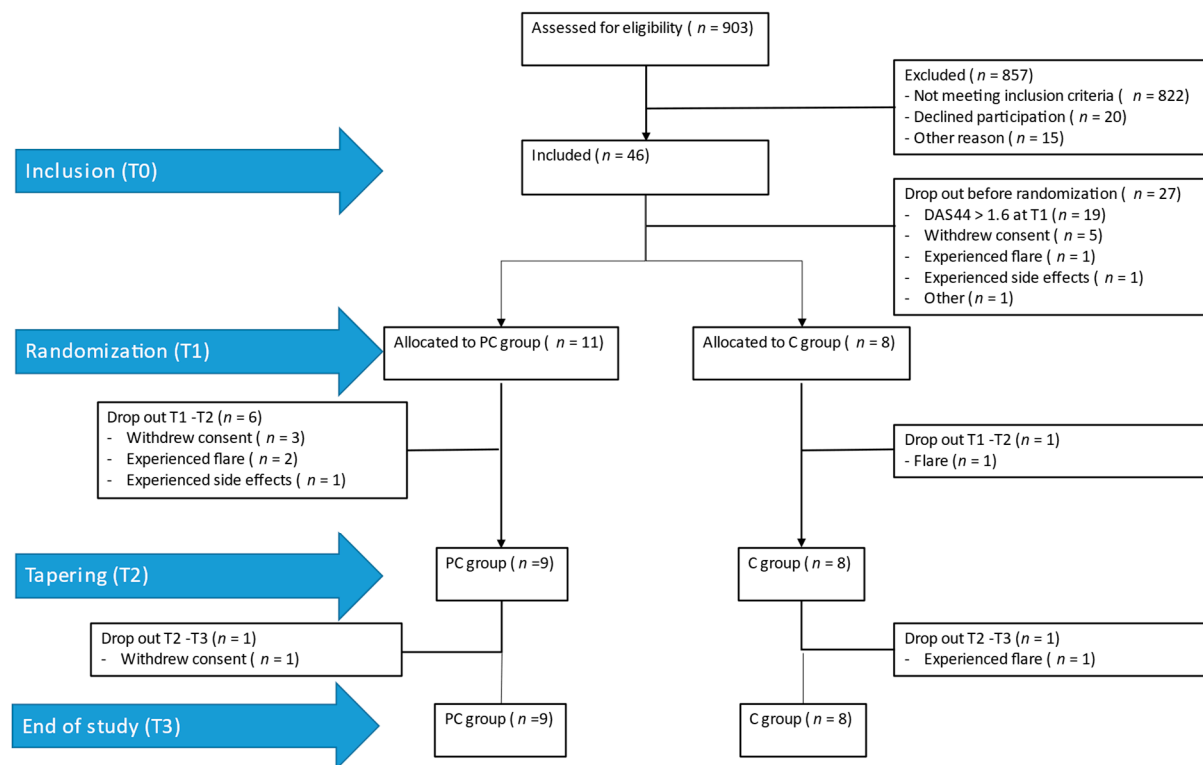 Assessed for eligibility ( n = 903)
Excluded (n = 857)
- Not meeting inclusion criteria ( n = 822)
- Declined participation (n = 20)
- Other reason (n = 15)
Inclusion (T0)
Included (n = 46)
Drop out before randomization ( n = 27)
- DAS44 > 1.6 at T1 (n = 19)
- Withdrew consent (n = 5)
- Experienced flare (n = 1)
- Experienced side effects ( n = 1)
- Other (n = 1)
Randomization (T1)
Allocated to PC group ( n = 11)
Allocated to C group ( n = 8)
Drop out T1 -T2 (n = 6)
- Withdrew consent ( n = 3)
- Experienced flare ( n = 2)
- Experienced side effects ( n = 1)
Drop out T1 -T2 (n = 1)
- Flare (n = 1)
Tapering (T2)
PC group ( n =9)
C group ( n = 8)
Drop out T2 -T3 (n = 1)
- Withdrew consent ( n = 1)
Drop out T2 -T3 (n = 1)
- Experienced flare ( n = 1)
End of study (T3)
PC group ( n =9)
C group ( n = 8)